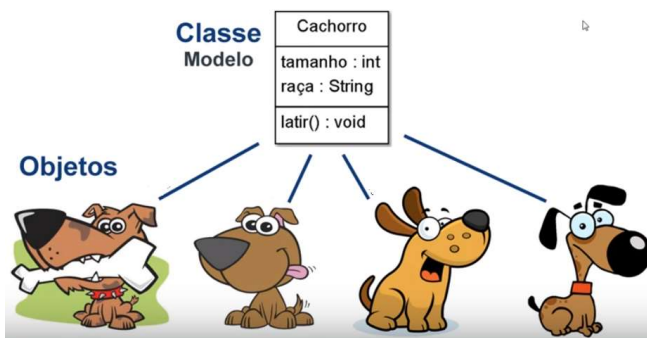 Classe
Modelo
Cachorro
tamanho : int
raça : String
latir() : void
Objetos